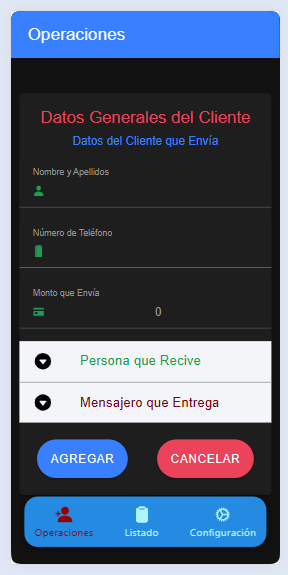 Operaciones
Datos Generales del Cliente
Datos del Cliente que Envía
Nombre y Apellidos
Número de Teléfono
Monto que Envía
0
Persona que Recive
Mensajero que Entrega
AGREGAR CANCELAR
Operaciones Listado Configuración